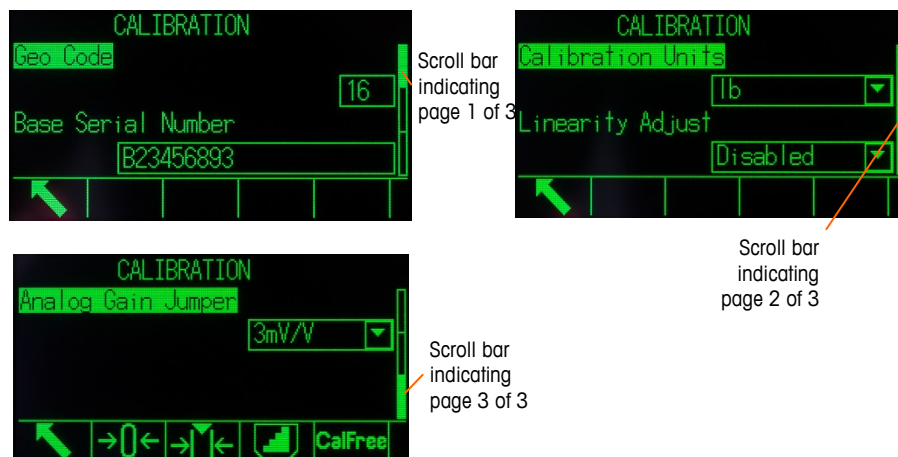 CALIBRATION
Geo Code
16
Base Serial Number
B23456893
Scroll bar
indicating
page 1 of 3
CALIBRATION
Calibration Units
lb
Linearity Adjust
Disabled
Scroll bar
indicating
page 2 of 3
CALIBRATION
Analog Gain Jumper
3mV/V
→0←
CalFree
Scroll bar
indicating
page 3 of 3